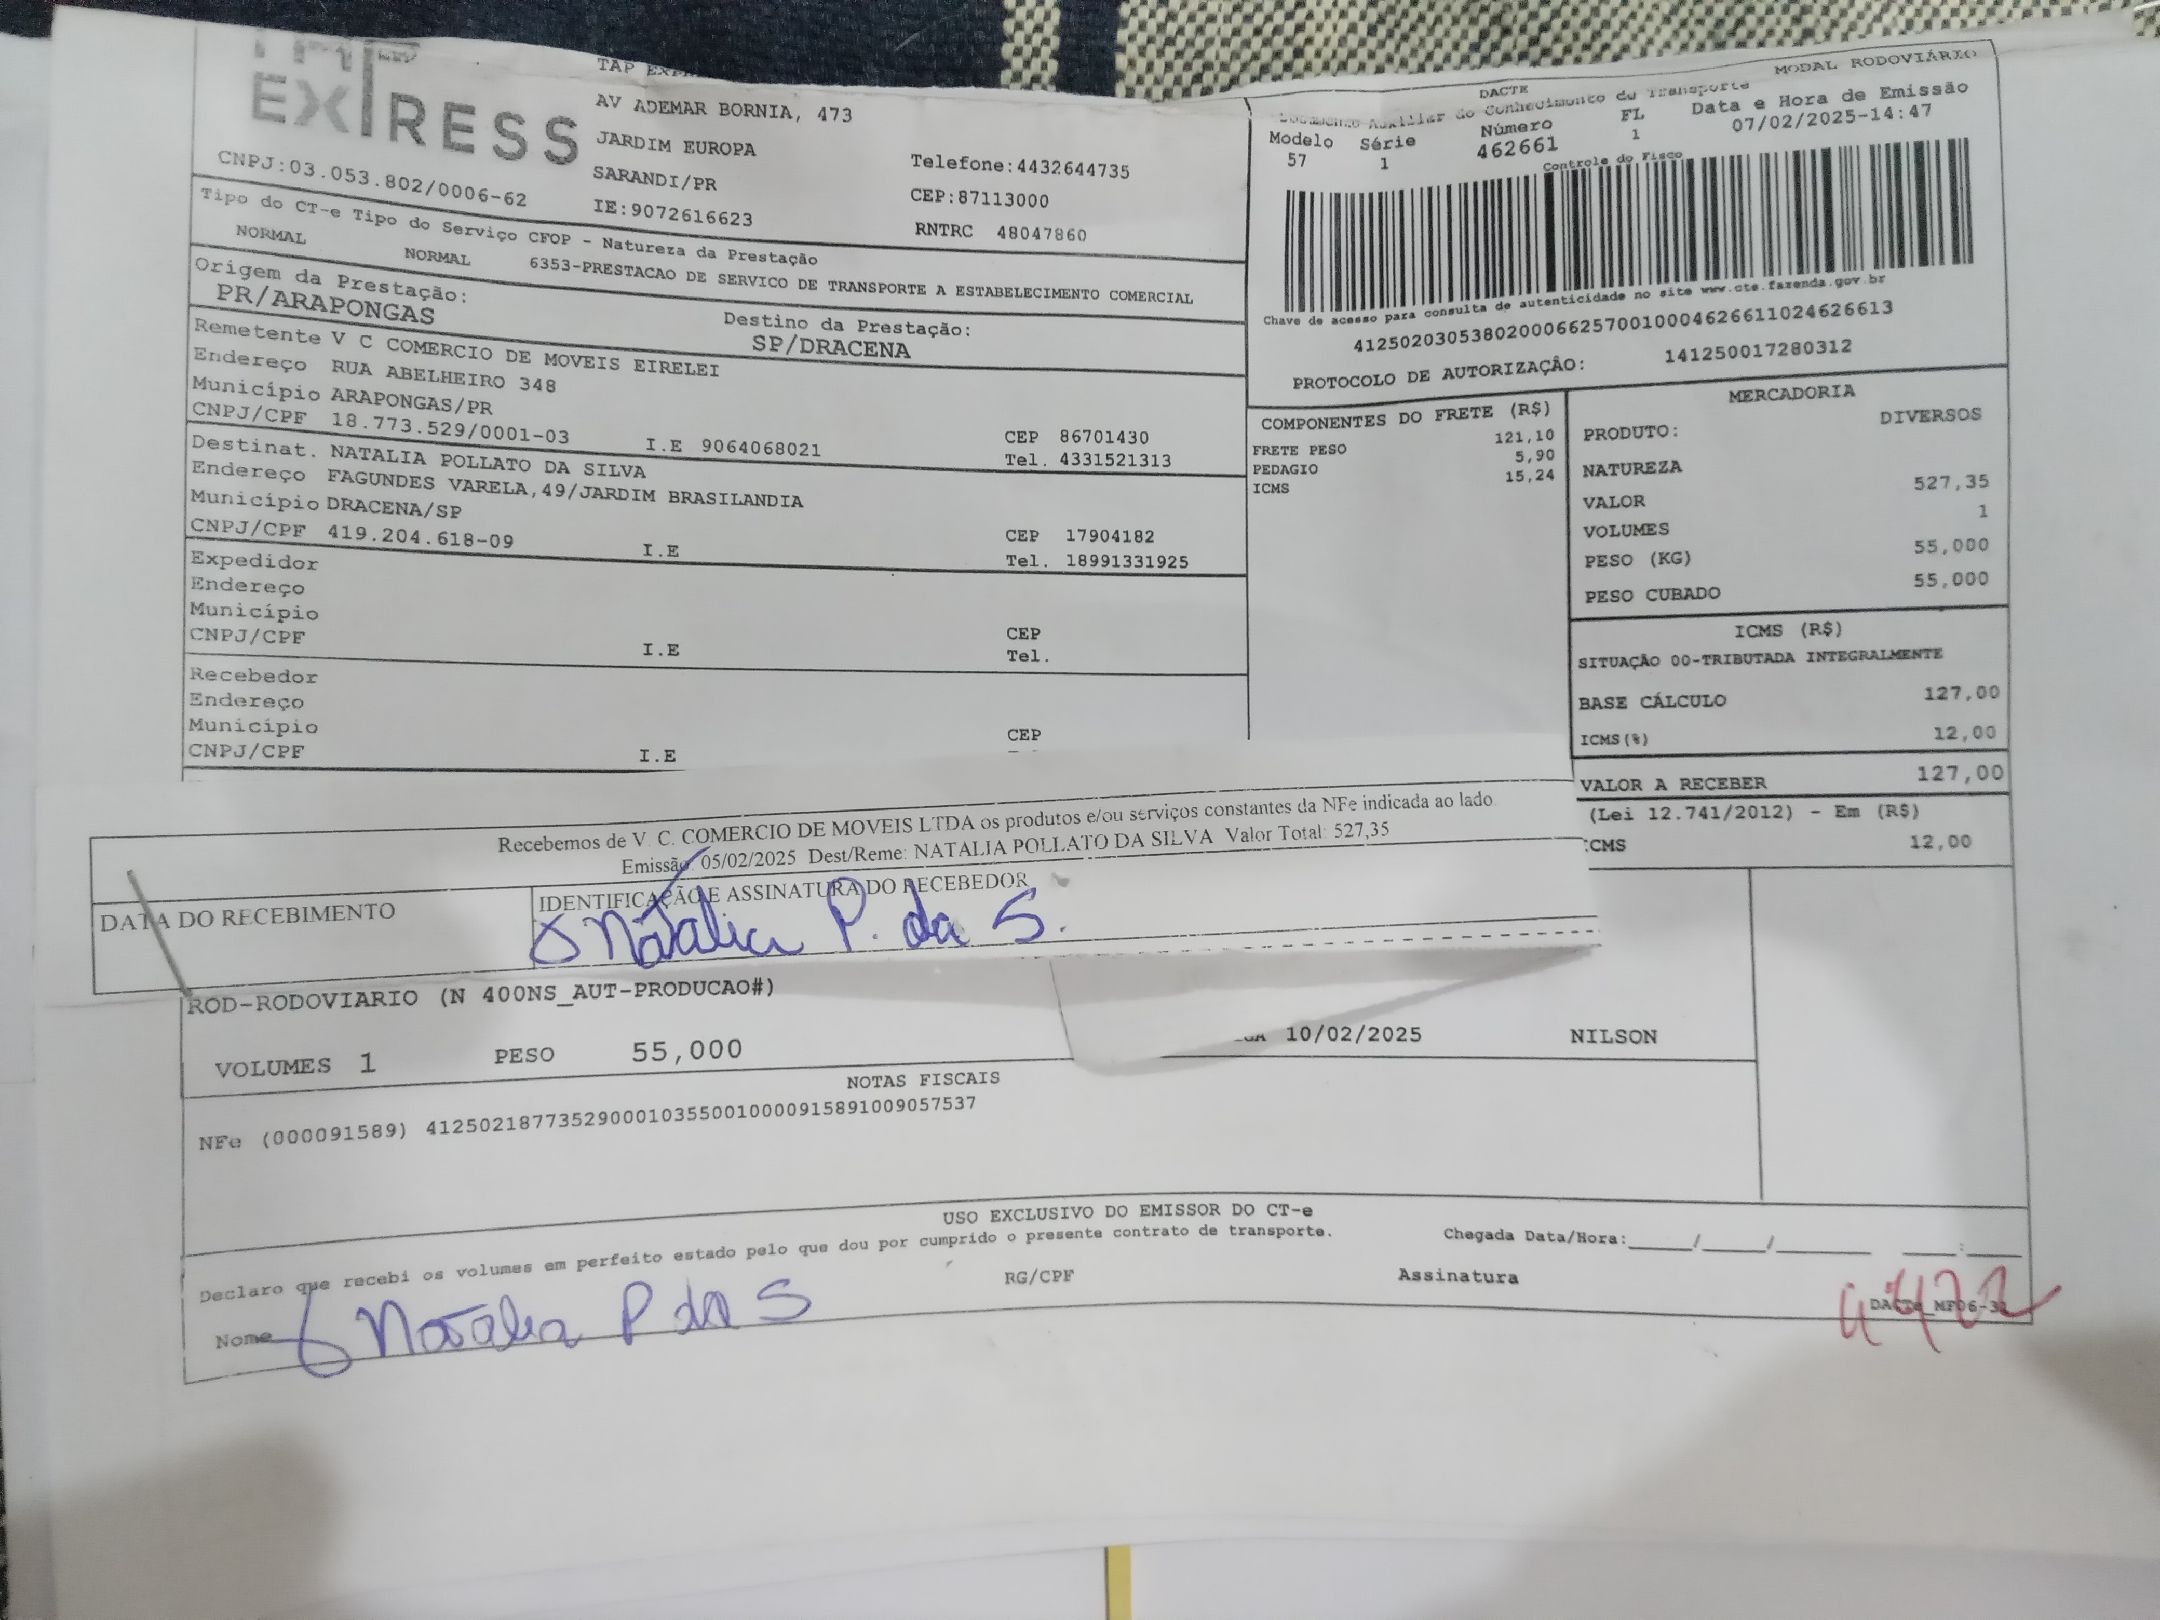 EXPRESS
TAP
AV ADEMAR BORNIA, 473
JARDIM EUROPA
SARANDI/PR
IE:9072616623
CNPJ:03.053.802/0006-62
Telefone:4432644735
CEP:87113000
RNTRC 48047860
Tipo do CT-e Tipo do Serviço CFOP - Natureza da Prestação
NORMAL NORMAL 6353-PRESTACAO DE SERVICO DE TRANSPORTE A ESTABELECIMENTO COMERCIAL
Origem da Prestação:
PR/ARAPONGAS
Destino da Prestação:
SP/DRACENA
Remetente V C COMERCIO DE MOVEIS EIRELEI
Endereço RUA ABELHEIRO 348
Município ARAPONGAS/PR
CNPJ/CPF 18.773.529/0001-03 I.E 9064068021
CEP 86701430
Tel. 4331521313
Destinat. NATALIA POLLATO DA SILVA
Endereço FAGUNDES VARELA,49/JARDIM BRASILANDIA
Município DRACENA/SP
CNPJ/CPF 419.204.618-09 I.E
CEP 17904182
Tel. 18991331925
Expedidor
Endereço
Município
CNPJ/CPF I.E
CEP
Tel.
Recebedor
Endereço
Município
CNPJ/CPF I.E
CEP
MODAL RODOVIÁRIO
DACTE
Documento Auxiliar do Conhecimento de Transporte
Modelo Série Número FL Data e Hora de Emissão
57 1 462661 1 07/02/2025-14:47
Controle do Fisco
Chave de acesso para consulta de autenticidade no site www.cte.fazenda.gov.br
41250203053802000662570010004626611024626613
PROTOCOLO DE AUTORIZAÇÂO: 141250017280312
COMPONENTES DO FRETE (R$)
FRETE PESO 121,10
PEDAGIO 5,90
ICMS 15,24
MERCADORIA
PRODUTO: DIVERSOS
NATUREZA
VALOR 527,35
VOLUMES 1
PESO (KG) 55,000
PESO CUBADO 55,000
ICMS (R$)
SITUAÇÃO 00-TRIBUTADA INTEGRALMENTE
BASE CÁLCULO 127,00
ICMS(%) 12,00
VALOR A RECEBER 127,00
(Lei 12.741/2012) - Em (R$)
ICMS 12,00
Recebemos de V. C. COMERCIO DE MOVEIS LTDA os produtos e/ou serviços constantes da NFe indicada ao lado
Emissão: 05/02/2025 Dest/Reme: NATALIA POLLATO DA SILVA Valor Total: 527,35
DATA DO RECEBIMENTO
IDENTIFICAÇÃO E ASSINATURA DO RECEBEDOR
Natalia P. da S.
ROD-RODOVIARIO (N 400NS_AUT-PRODUCAO#)
VOLUMES 1 PESO 55,000 10/02/2025 NILSON
NOTAS FISCAIS
NFe (000091589) 41250218773529000103550010000915891009057537
USO EXCLUSIVO DO EMISSOR DO CT-e
Declaro que recebi os volumes em perfeito estado pelo que dou por cumprido o presente contrato de transporte.
Chegada Data/Hora:____/____/______ ____:____
Nome Natalia P da S
RG/CPF
Assinatura